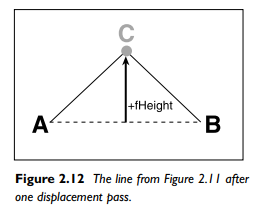 C
+fHeight
A B
Figure 2.12 The line from Figure 2.11 after
one displacement pass.